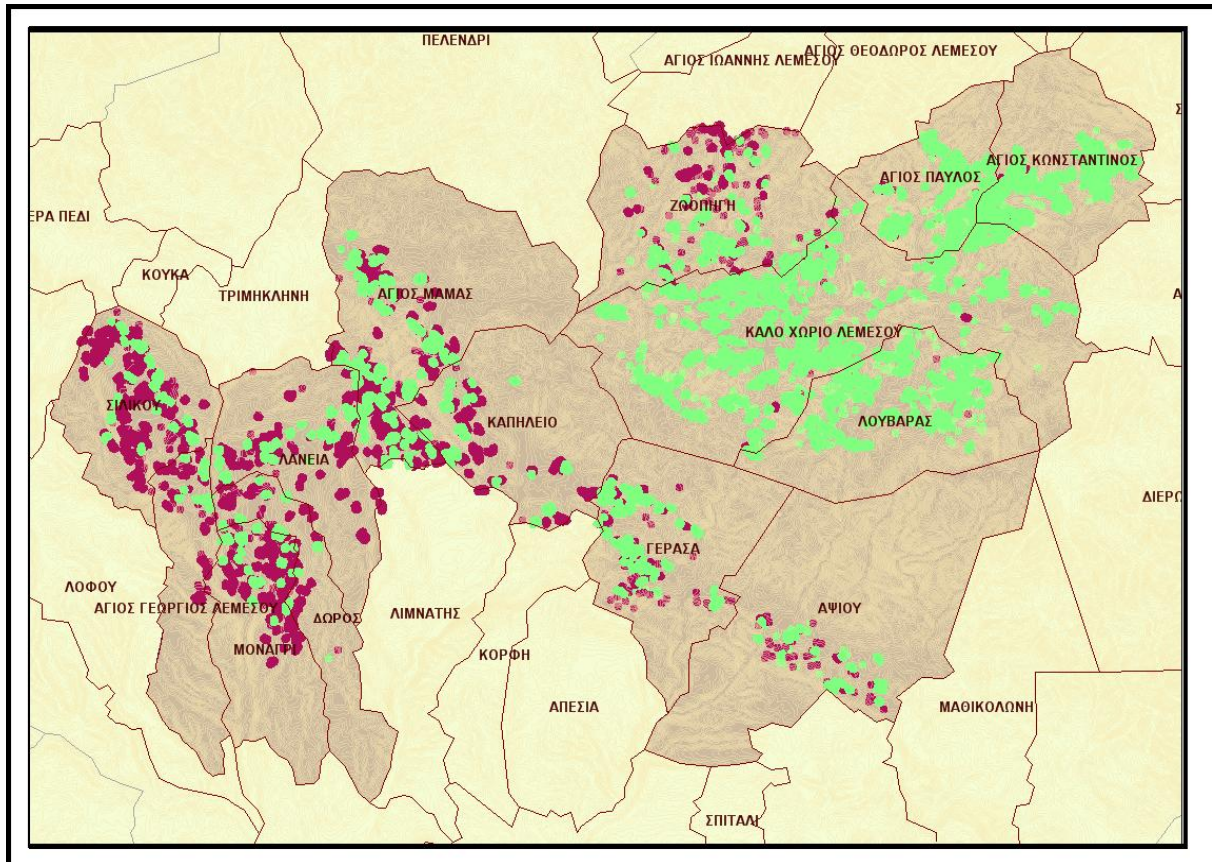 ΠΕΛΕΝΔΡΙ
ΑΓΙΟΣ ΘΕΟΔΩΡΟΣ ΛΕΜΕΣΟΥ
ΑΓΙΟΣ ΙΩΑΝΝΗΣ ΛΕΜΕΣΟΥ
ΑΓΙΟΣ ΚΩΝΣΤΑΝΤΙΝΟΣ
ΑΓΙΟΣ ΠΑΥΛΟΣ
ΖΩΟΠΗΓΗ
ΕΡΑ ΠΕΔΙ
ΚΟΥΚΑ
ΤΡΙΜΗΚΛΗΝΗ
ΑΓΙΟΣ ΜΑΜΑΣ
ΚΑΛΟ ΧΩΡΙΟ ΛΕΜΕΣΟΥ
ΣΙΛΙΚΟΥ
ΚΑΠΗΛΕΙΟ
ΛΟΥΒΑΡΑΣ
ΛΑΝΕΙΑ
ΔΙΕΡΩ
ΓΕΡΑΣΑ
ΛΟΦΟΥ
ΑΓΙΟΣ ΓΕΩΡΓΙΟΣ ΛΕΜΕΣΟΥ
ΔΩΡΟΣ
ΛΙΜΝΑΤΗΣ
ΑΨΙΟΥ
ΜΟΝΑΓΡΙ
ΚΟΡΦΗ
ΑΠΕΣΙΑ
ΜΑΘΙΚΟΛΩΝΗ
ΣΠΙΤΑΛΙ